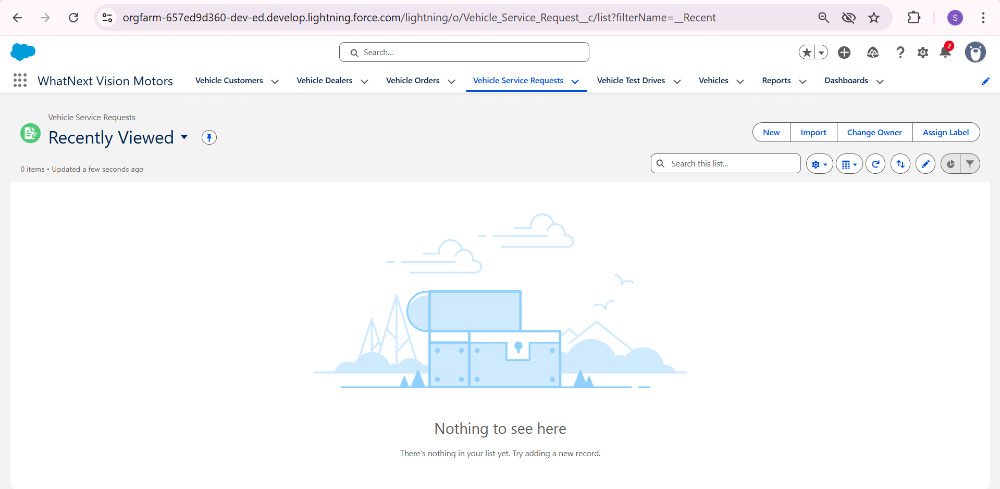 orgfarm-657ed9d360-dev-ed.develop.lightning.force.com/lightning/o/Vehicle_Service_Request__c/list?filterName=__Recent
S
Search...
2
WhatNext Vision Motors
Vehicle Customers
Vehicle Dealers
Vehicle Orders
Vehicle Service Requests
Vehicle Test Drives
Vehicles
Reports
Dashboards
Vehicle Service Requests
Recently Viewed
New
Import
Change Owner
Assign Label
0 items • Updated a few seconds ago
Search this list...
Nothing to see here
There's nothing in your list yet. Try adding a new record.